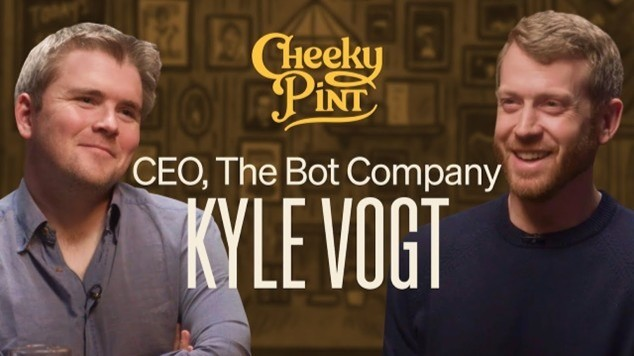 CHEEKY
PINT
CEO, The Bot Company
KYLE VOGT